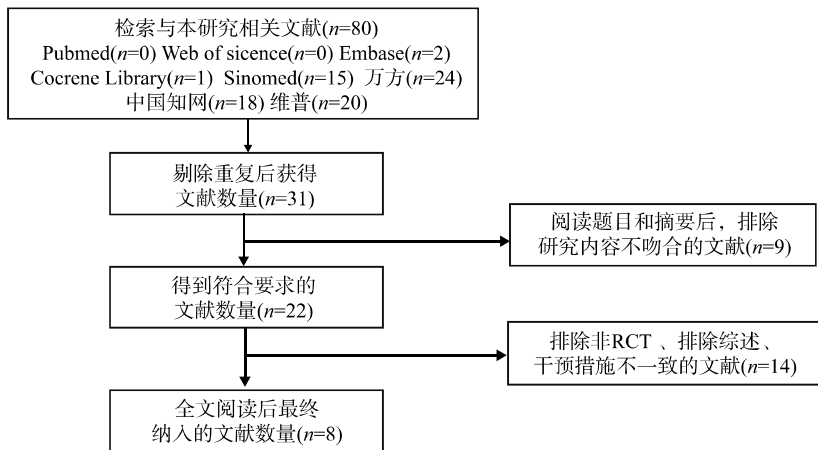 检索与本研究相关文献(n=80)
Pubmed(n=0) Web of sicence(n=0) Embase(n=2)
Cocrene Library(n=1) Sinomed(n=15) 万方(n=24)
中国知网(n=18) 维普(n=20)
剔除重复后获得
文献数量(n=31)
阅读题目和摘要后，排除
研究内容不吻合的文献(n=9)
得到符合要求的
文献数量(n=22)
排除非RCT 、排除综述、
干预措施不一致的文献(n=14)
全文阅读后最终
纳入的文献数量(n=8)